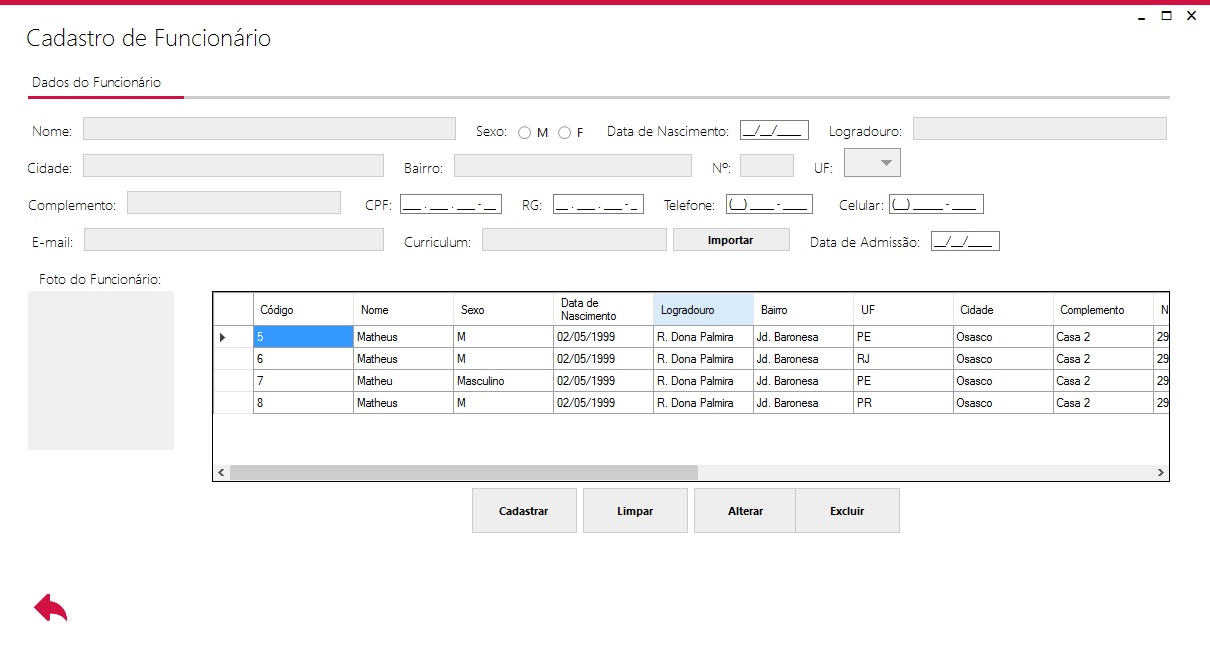 Cadastro de Funcionário
Dados do Funcionário
Nome: Sexo: M F Data de Nascimento: __/__/____ Logradouro:
Cidade: Bairro: Nº: UF:
Complemento: CPF: ___.___.___-__ RG: __.___.___-_ Telefone: (__)____-____ Celular: (__)_____-____
E-mail: Curriculum: Importar Data de Admissão: __/__/____
Foto do Funcionário:
Código Nome Sexo Data de Nascimento Logradouro Bairro UF Cidade Complemento N
5 Matheus M 02/05/1999 R. Dona Palmira Jd. Baronesa PE Osasco Casa 2 29
6 Matheus M 02/05/1999 R. Dona Palmira Jd. Baronesa RJ Osasco Casa 2 29
7 Matheu Masculino 02/05/1999 R. Dona Palmira Jd. Baronesa PE Osasco Casa 2 29
8 Matheus M 02/05/1999 R. Dona Palmira Jd. Baronesa PR Osasco Casa 2 29
Cadastrar Limpar Alterar Excluir